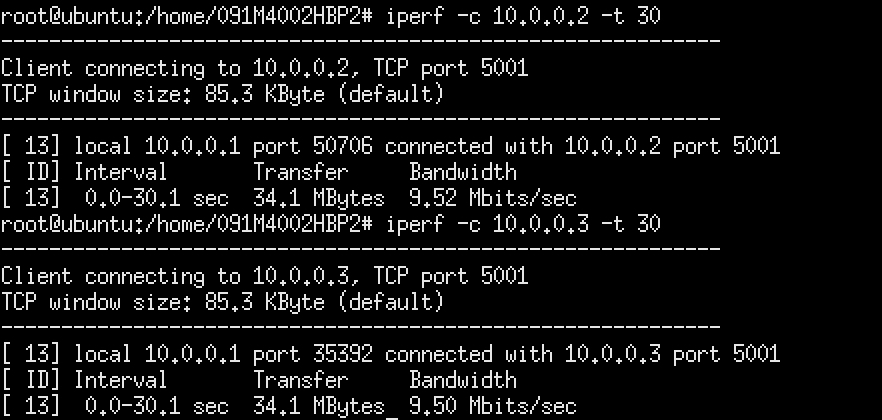 root@ubuntu:/home/091M4002HBP2# iperf -c 10.0.0.2 -t 30
------------------------------------------------------------
Client connecting to 10.0.0.2, TCP port 5001
TCP window size: 85.3 KByte (default)
------------------------------------------------------------
[ 13] local 10.0.0.1 port 50706 connected with 10.0.0.2 port 5001
[ ID] Interval       Transfer     Bandwidth
[ 13]  0.0-30.1 sec  34.1 MBytes  9.52 Mbits/sec
root@ubuntu:/home/091M4002HBP2# iperf -c 10.0.0.3 -t 30
------------------------------------------------------------
Client connecting to 10.0.0.3, TCP port 5001
TCP window size: 85.3 KByte (default)
------------------------------------------------------------
[ 13] local 10.0.0.1 port 35392 connected with 10.0.0.3 port 5001
[ ID] Interval       Transfer     Bandwidth
[ 13]  0.0-30.1 sec  34.1 MBytes_ 9.50 Mbits/sec